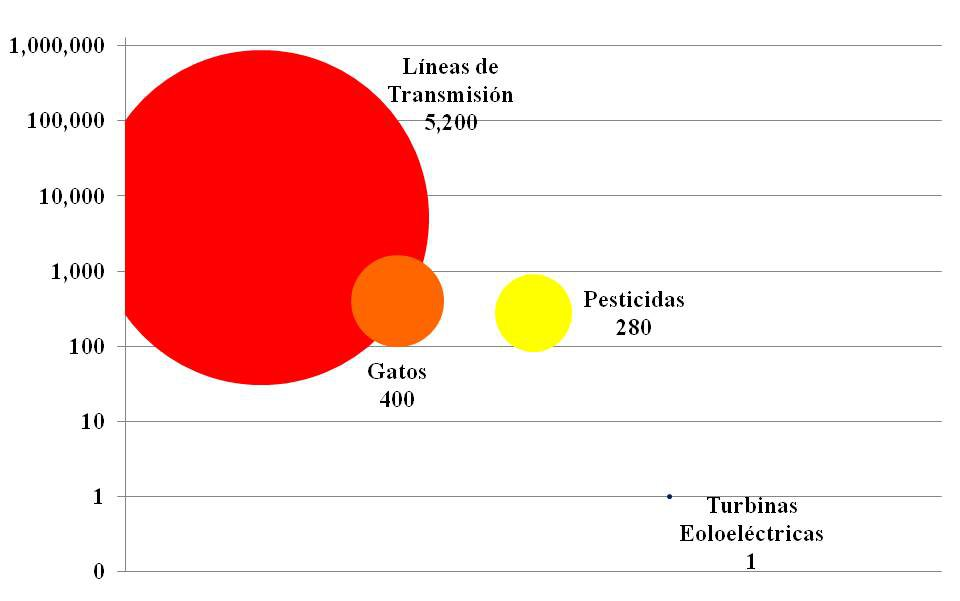 1,000,000
100,000
10,000
1,000
100
10
1
0
Líneas de
Transmisión
5,200
Gatos
400
Pesticidas
280
Turbinas
Eoloeléctricas
1